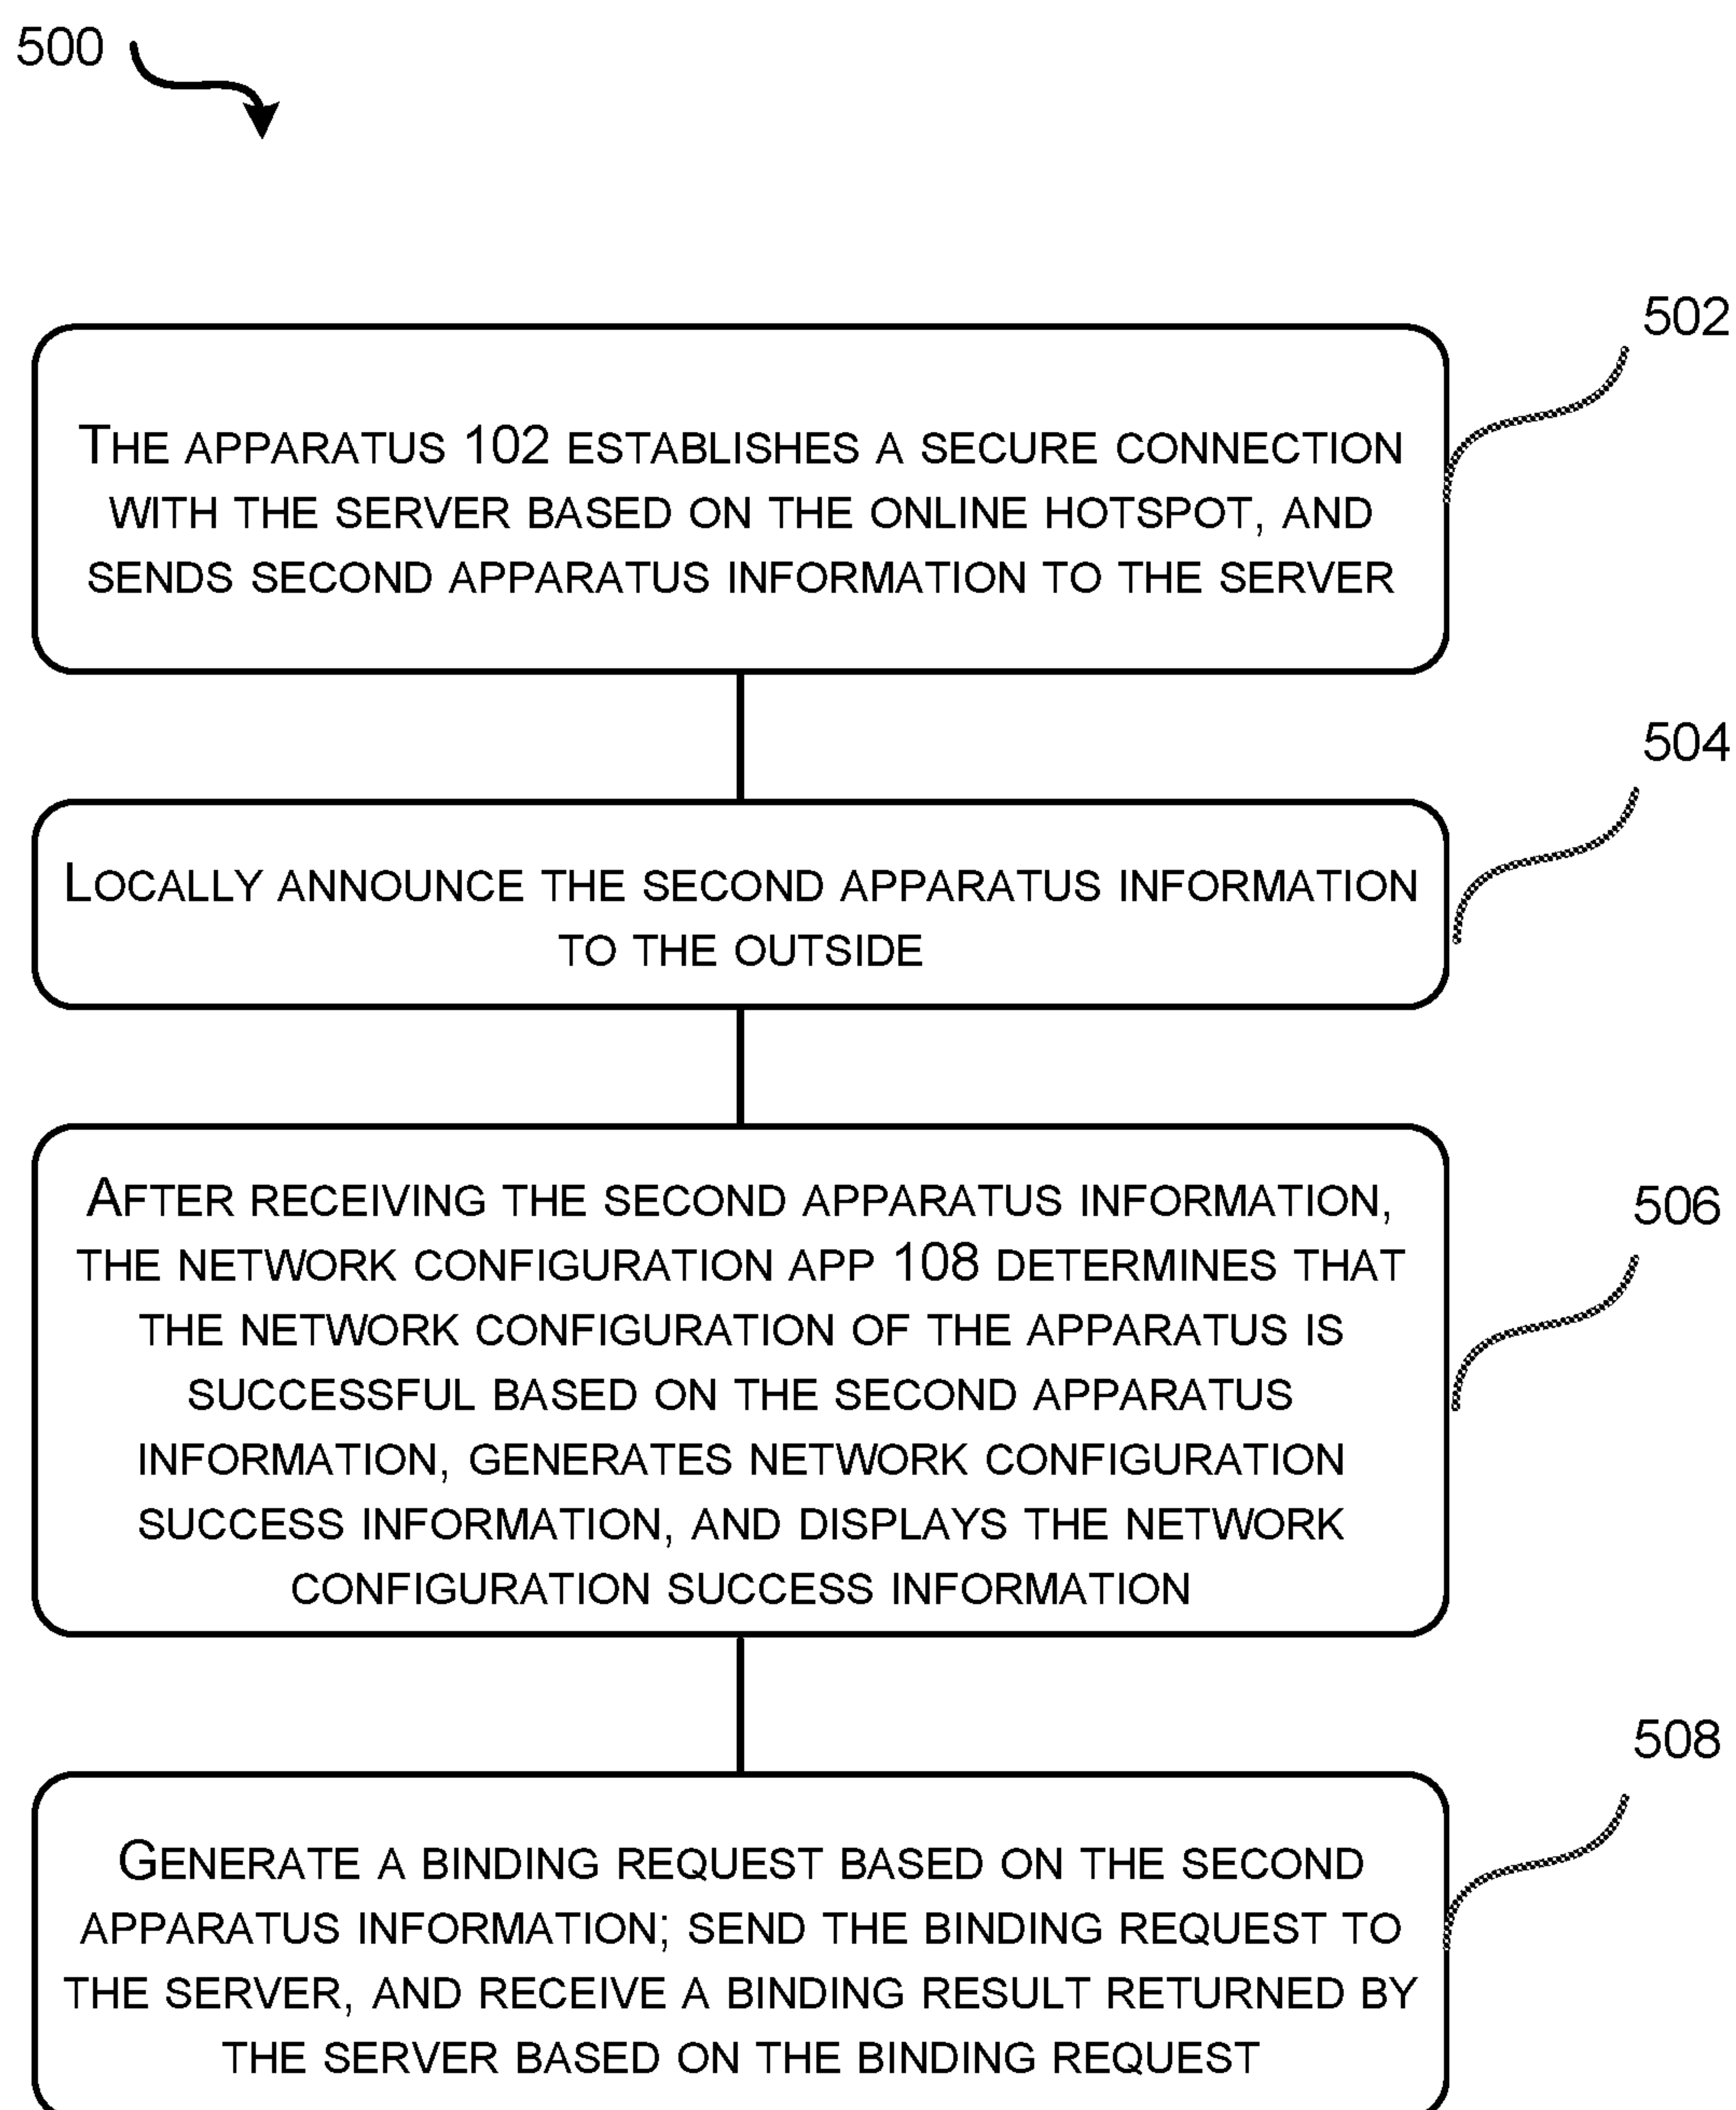 500
502
THE APPARATUS 102 ESTABLISHES A SECURE CONNECTION
WITH THE SERVER BASED ON THE ONLINE HOTSPOT, AND
SENDS SECOND APPARATUS INFORMATION TO THE SERVER
504
LOCALLY ANNOUNCE THE SECOND APPARATUS INFORMATION
TO THE OUTSIDE
506
AFTER RECEIVING THE SECOND APPARATUS INFORMATION,
THE NETWORK CONFIGURATION APP 108 DETERMINES THAT
THE NETWORK CONFIGURATION OF THE APPARATUS IS
SUCCESSFUL BASED ON THE SECOND APPARATUS
INFORMATION, GENERATES NETWORK CONFIGURATION
SUCCESS INFORMATION, AND DISPLAYS THE NETWORK
CONFIGURATION SUCCESS INFORMATION
508
GENERATE A BINDING REQUEST BASED ON THE SECOND
APPARATUS INFORMATION; SEND THE BINDING REQUEST TO
THE SERVER, AND RECEIVE A BINDING RESULT RETURNED BY
THE SERVER BASED ON THE BINDING REQUEST